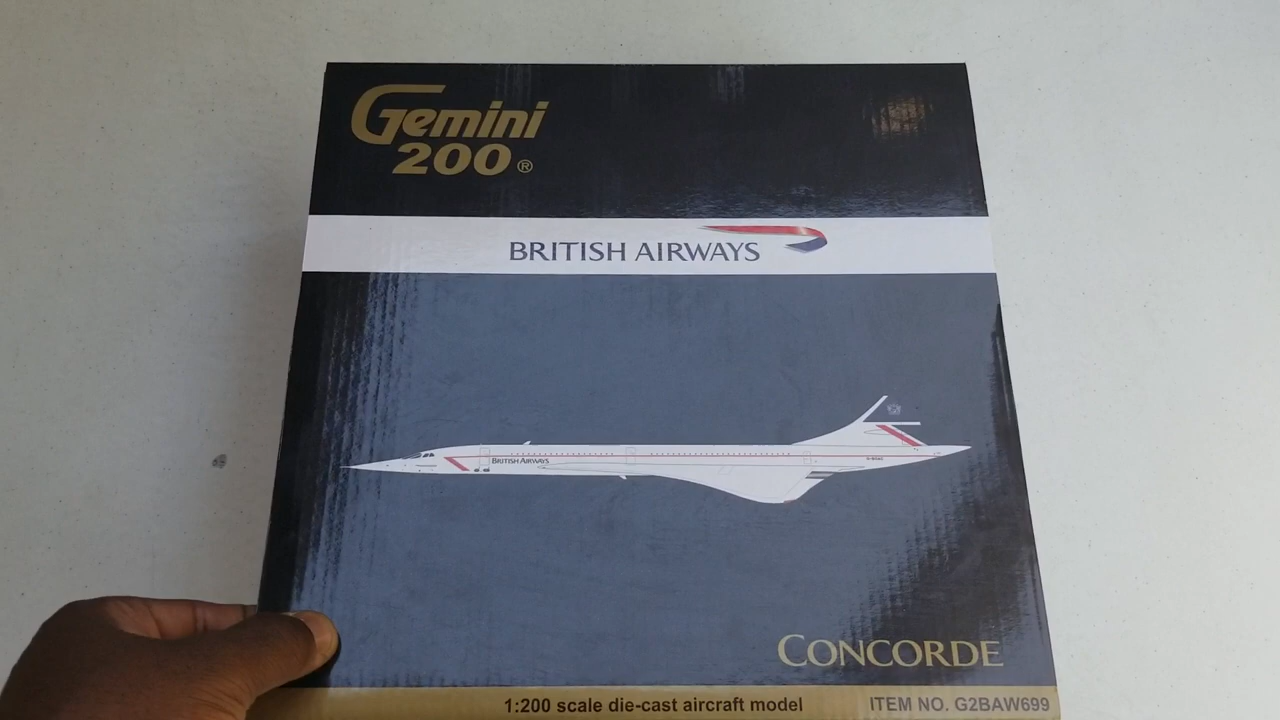 Gemini
200®
BRITISH AIRWAYS
BRITISH AIRWAYS
CONCORDE
1:200 scale die-cast aircraft model
ITEM NO. G2BAW699